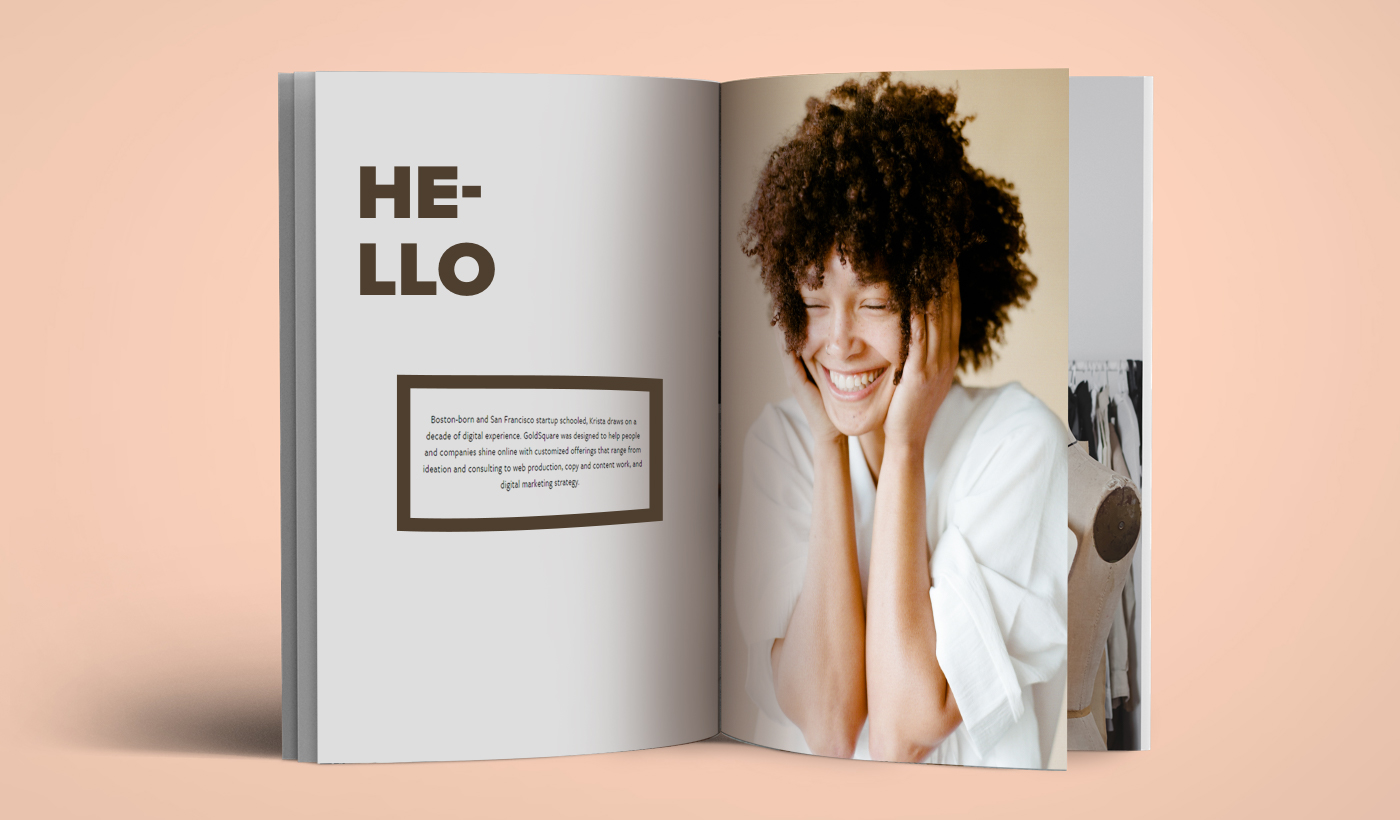 HE-
LLO
Boston-born and San Francisco startup schooled, Krista draws on a
decade of digital experience. GoldSquare was designed to help people
and companies shine online with customized offerings that range from
ideation and consulting to web production, copy and content work, and
digital marketing strategy.